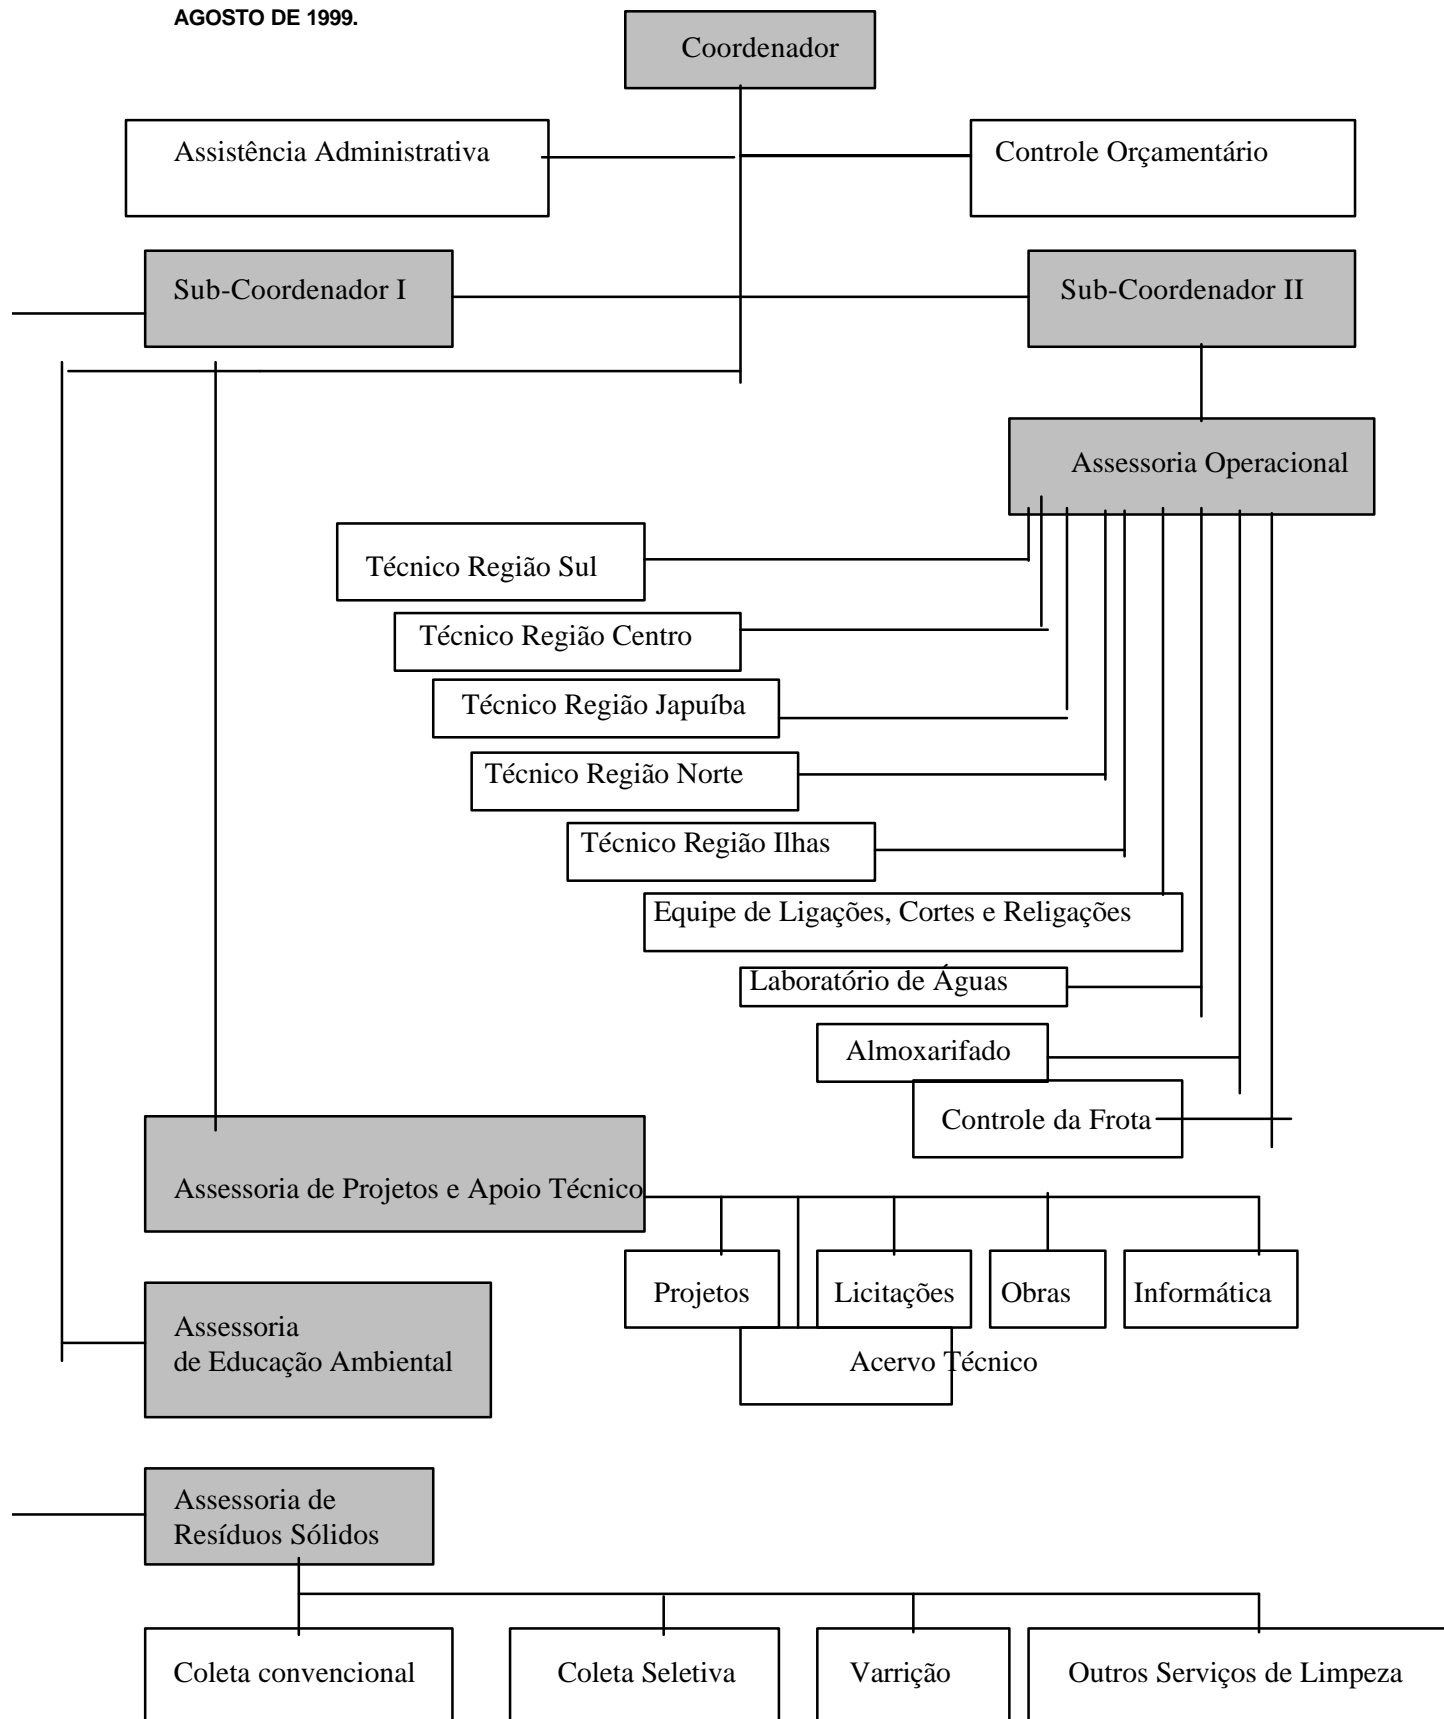 AGOSTO DE 1999.
Coordenador
Assistência Administrativa
Controle Orçamentário
Sub-Coordenador I
Sub-Coordenador II
Assessoria Operacional
Técnico Região Sul
Técnico Região Centro
Técnico Região Japuíba
Técnico Região Norte
Técnico Região Ilhas
Equipe de Ligações, Cortes e Religações
Laboratório de Águas
Almoxarifado
Controle da Frota
Assessoria de Projetos e Apoio Técnico
Projetos
Licitações
Obras
Informática
Acervo Técnico
Assessoria
de Educação Ambiental
Assessoria de
Resíduos Sólidos
Coleta convencional
Coleta Seletiva
Varrição
Outros Serviços de Limpeza